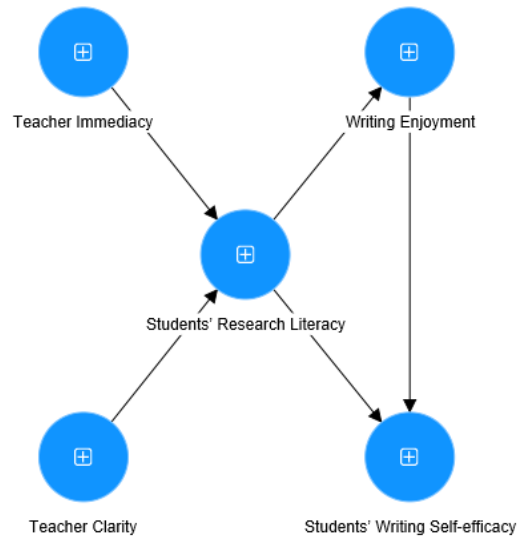 Teacher Immediacy
Writing Enjoyment
Students’ Research Literacy
Teacher Clarity
Students’ Writing Self-efficacy